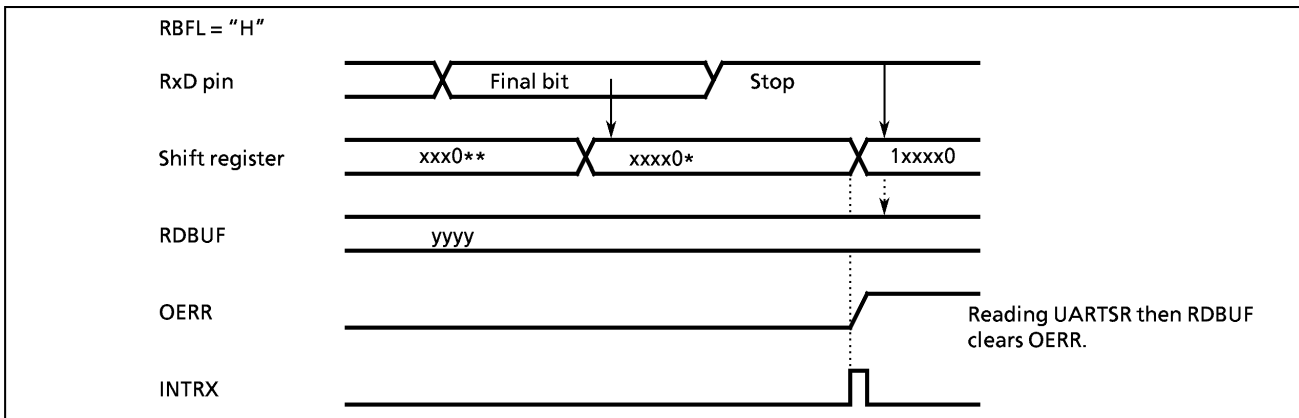 RBFL = “H”
RxD pin
Final bit
Stop
Shift register
xxx0**
xxxx0*
1xxxx0
RDBUF
yyyy
OERR
Reading UARTSR then RDBUF
clears OERR.
INTRX